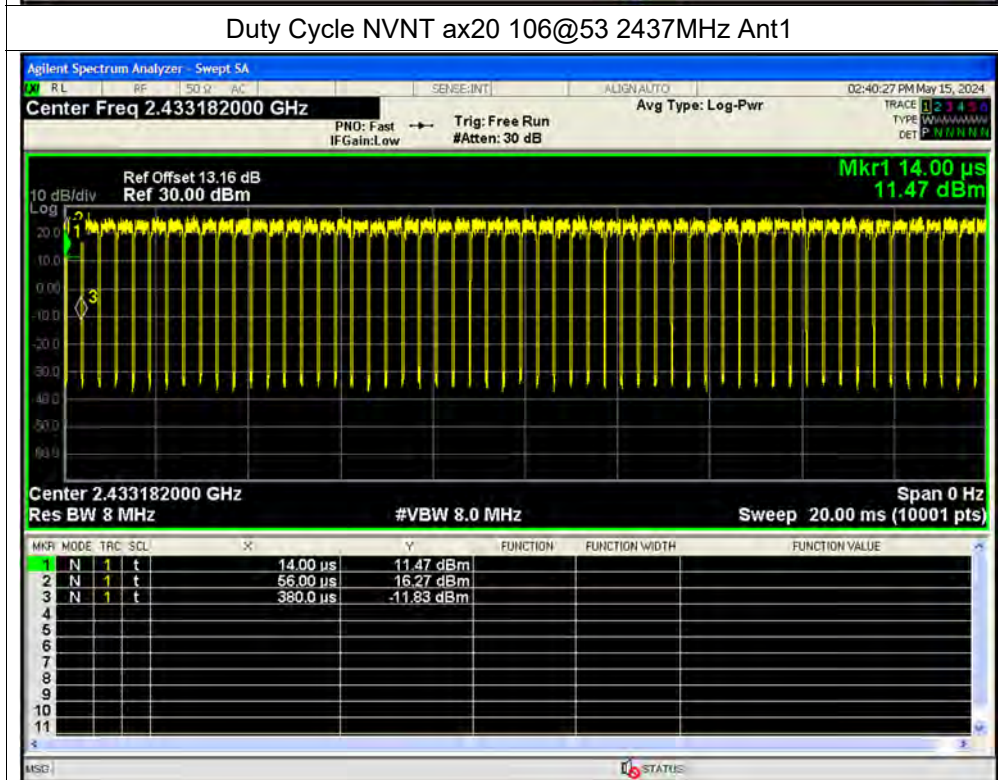 Duty Cycle NVNT ax20 106@53 2437MHz Ant1
Agilent Spectrum Analyzer - Swept SA
RL RF 50 Ω AC SENSE:INT ALIGN AUTO 02:40:27 PM May 15, 2024
Center Freq 2.433182000 GHz Avg Type: Log-Pwr TRACE 1 2 3 4 5 6
PNO: Fast Trig: Free Run TYPE W
IFGain:Low #Atten: 30 dB DET P N N N N N
Mkr1 14.00 µs
Ref Offset 13.16 dB
10 dB/div Ref 30.00 dBm 11.47 dBm
Log
2
1
20.0
10.0
0.00
3
-10.0
-20.0
-30.0
-40.0
-50.0
-60.0
Center 2.433182000 GHz Span 0 Hz
Res BW 8 MHz #VBW 8.0 MHz Sweep 20.00 ms (10001 pts)
MKR MODE TRC SCL X Y FUNCTION FUNCTION WIDTH FUNCTION VALUE
1 N 1 t 14.00 µs 11.47 dBm
2 N 1 t 56.00 µs 16.27 dBm
3 N 1 t 380.0 µs -11.83 dBm
4
5
6
7
8
9
10
11
MSG STATUS